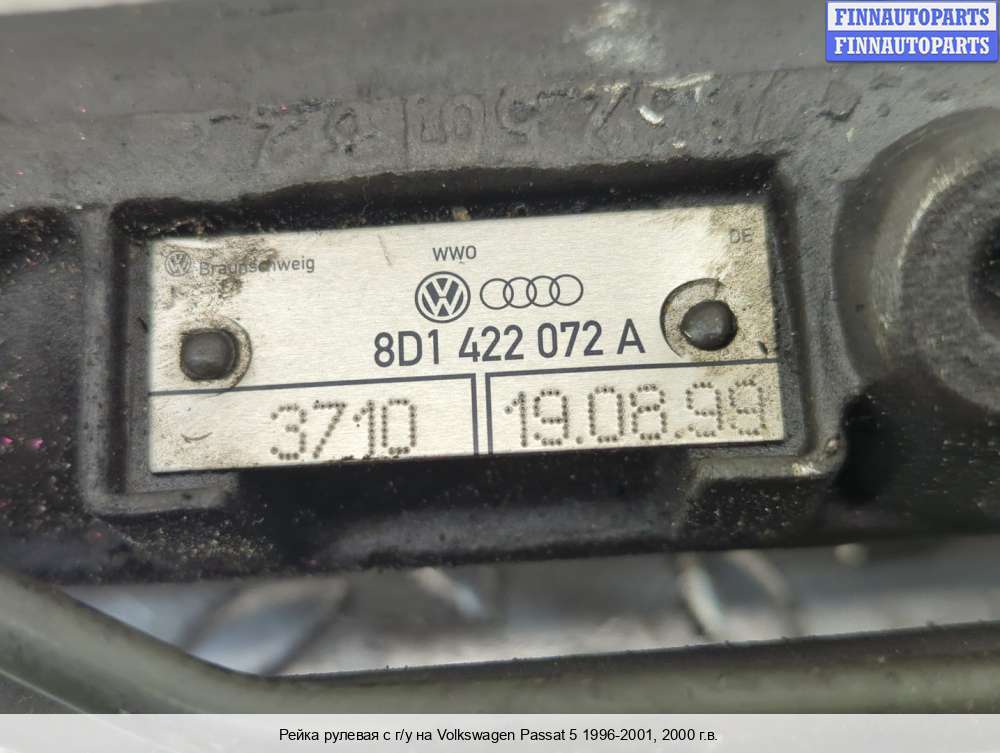 FINNAUTOPARTS
FINNAUTOPARTS
Braunschweig
WWO
DE
8D1 422 072 A
3710
19.08.99
Рейка рулевая с г/у на Volkswagen Passat 5 1996-2001, 2000 г.в.